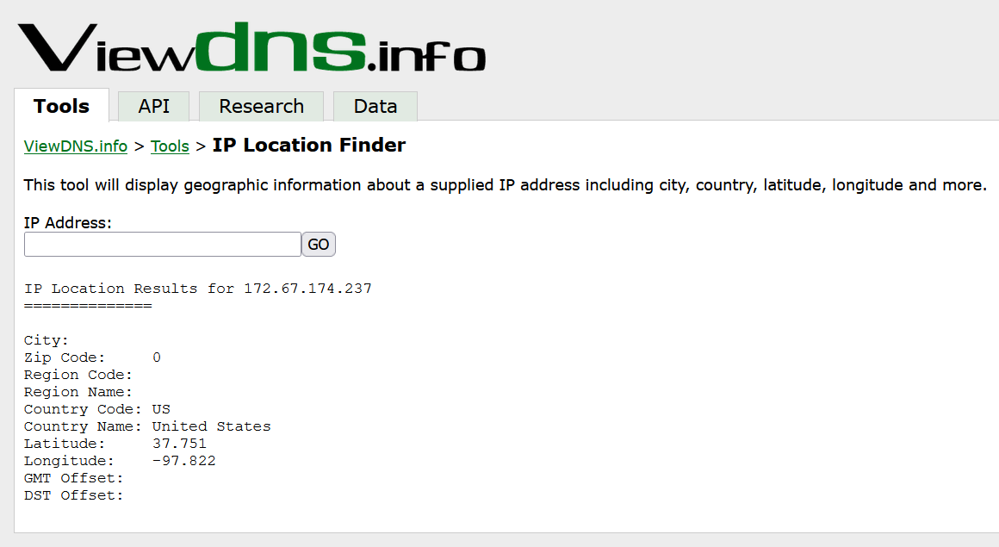 Viewdns.info
Tools API Research Data
ViewDNS.info > Tools > IP Location Finder
This tool will display geographic information about a supplied IP address including city, country, latitude, longitude and more.
IP Address:
GO
IP Location Results for 172.67.174.237
==============
City:
Zip Code: 0
Region Code:
Region Name:
Country Code: US
Country Name: United States
Latitude: 37.751
Longitude: -97.822
GMT Offset:
DST Offset: